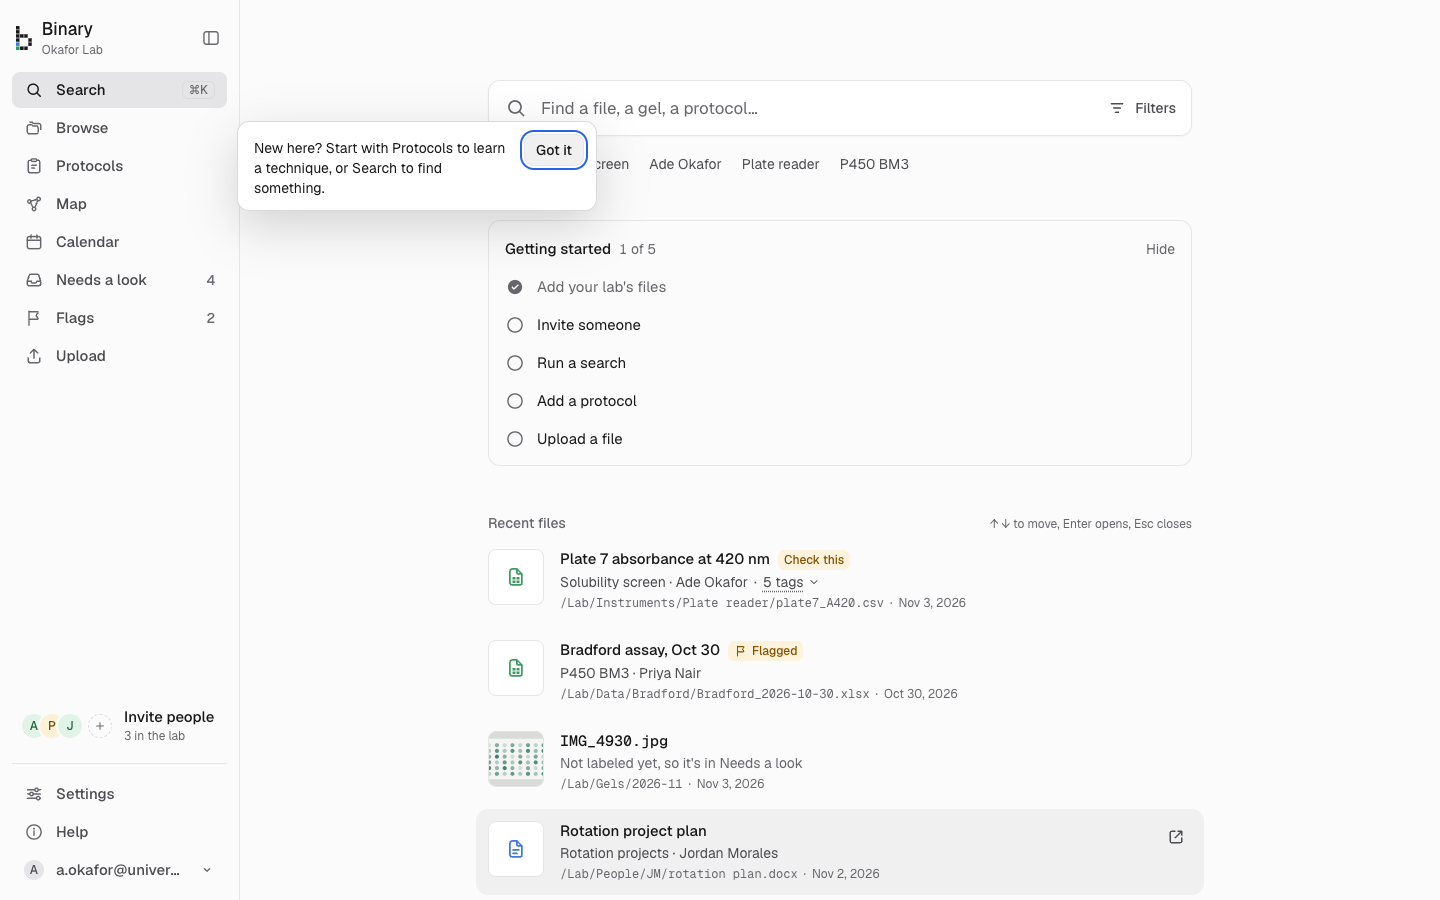 Binary
Okafor Lab
Search ⌘K
Browse
Protocols
Map
Calendar
Needs a look 4
Flags 2
Upload
A P J
Invite people
3 in the lab
Settings
Help
A a.okafor@univer...
Find a file, a gel, a protocol...
Filters
New here? Start with Protocols to learn
a technique, or Search to find
something.
Got it
creen Ade Okafor Plate reader P450 BM3
Getting started 1 of 5 Hide
Add your lab's files
Invite someone
Run a search
Add a protocol
Upload a file
Recent files ↑↓ to move, Enter opens, Esc closes
Plate 7 absorbance at 420 nm Check this
Solubility screen · Ade Okafor · 5 tags
/Lab/Instruments/Plate reader/plate7_A420.csv · Nov 3, 2026
Bradford assay, Oct 30 Flagged
P450 BM3 · Priya Nair
/Lab/Data/Bradford/Bradford_2026-10-30.xlsx · Oct 30, 2026
IMG_4930.jpg
Not labeled yet, so it's in Needs a look
/Lab/Gels/2026-11 · Nov 3, 2026
Rotation project plan
Rotation projects · Jordan Morales
/Lab/People/JM/rotation plan.docx · Nov 2, 2026